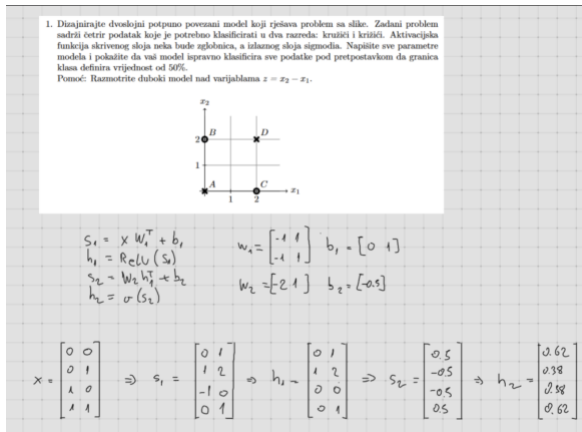 1. Dizajnirajte dvoslojni potpuno povezani model koji rješava problem sa slike. Zadani problem
sadrži četrir podatak koje je potrebno klasificirati u dva razreda: kružići i križići. Aktivacijska
funkcija skrivenog sloja neka bude zglobnica, a izlaznog sloja sigmodia. Napišite sve parametre
modela i pokažite da vaš model ispravno klasificira sve podatke pod pretpostavkom da granica
klasa definira vrijednost od 50%.
Pomoć: Razmotrite duboki model nad varijablama z = x₂ − x₁.
x₂
2 B D
1
A C x₁
1 2
s₁ = x W₁ᵀ + b₁
h₁ = ReLU (s₁)
s₂ = W₂ h₁ᵀ + b₂
h₂ = σ (s₂)
w₁ = [-1 1
-1 1] b₁ = [0 1]
w₂ = [-2 1] b₂ = [-0.5]
x = [0 0
0 1
1 0
1 1] ⇒ s₁ = [0 1
1 2
-1 0
0 1] ⇒ h₁ = [0 1
1 2
0 0
0 1] ⇒ s₂ = [0.5
-0.5
-0.5
0.5] ⇒ h₂ = [0.62
0.38
0.38
0.62]